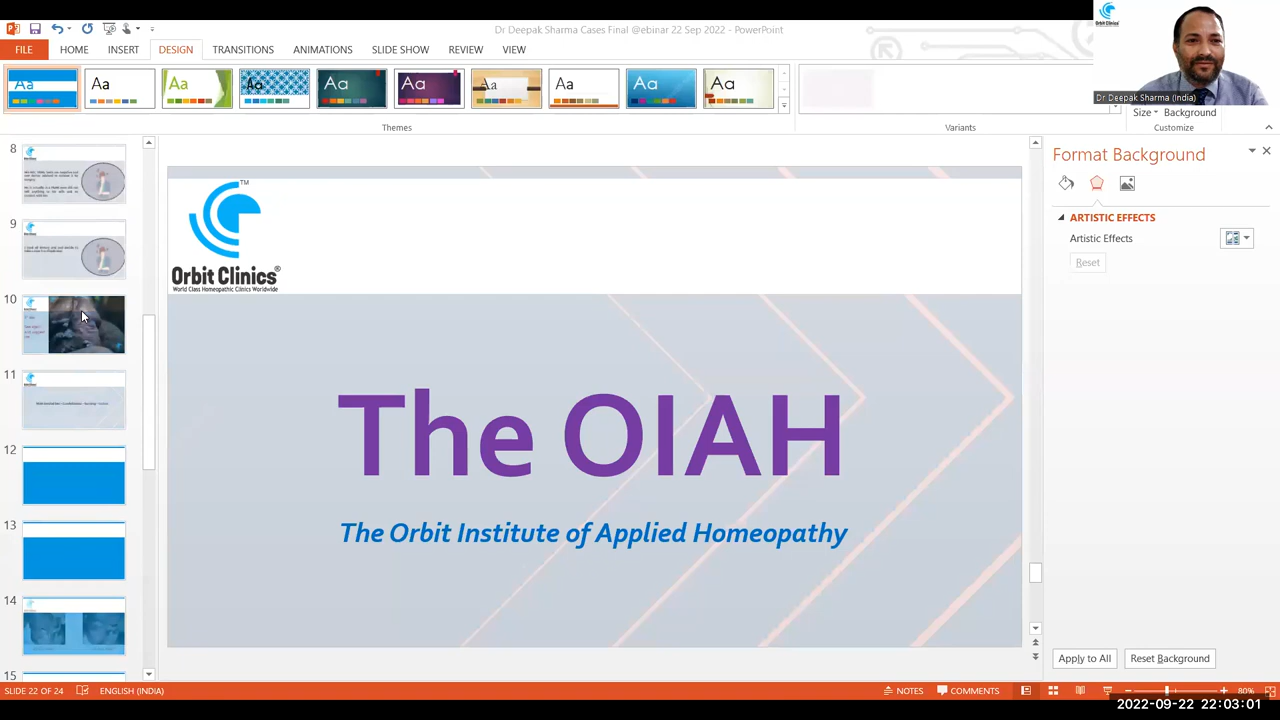 Dr Deepak Sharma Cases Final @ebinar 22 Sep 2022 - PowerPoint
FILE HOME INSERT DESIGN TRANSITIONS ANIMATIONS SLIDE SHOW REVIEW VIEW
Aa Aa Aa Aa Aa Aa Aa Aa Aa Aa
Themes
Variants
Orbit Clinics
Dr Deepak Sharma (India)
Size Background
Customize
8
9
10
11
12
13
14
15
TM
Orbit Clinics®
World Class Homeopathic Clinics Worldwide
The OIAH
The Orbit Institute of Applied Homeopathy
Format Background
ARTISTIC EFFECTS
Artistic Effects
Reset
Apply to All Reset Background
SLIDE 22 OF 24 ENGLISH (INDIA) NOTES COMMENTS 80%
2022-09-22 22:03:01